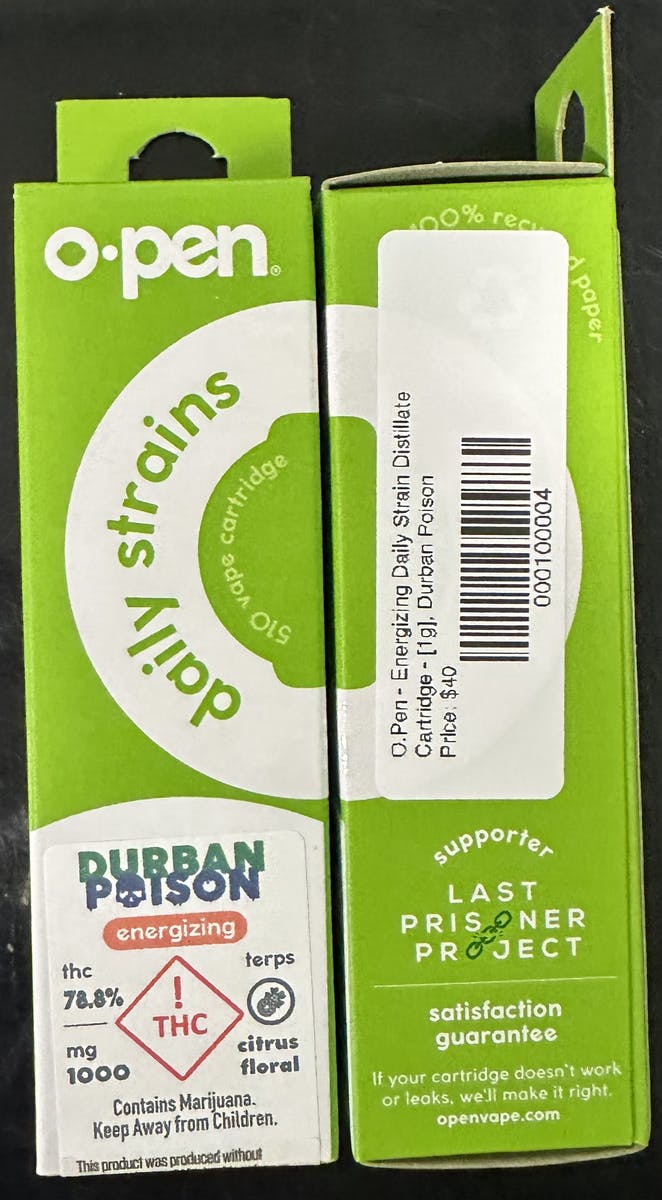 o.pen®
daily strains
510 vape cartridge
DURBAN
POISON
energizing
thc
78.8%
mg
1000
!
THC
terps
citrus
floral
Contains Marijuana.
Keep Away from Children.
This product was produced without
100% paper
O.Pen - Energizing Daily Strain Distillate
Cartridge - [1g], Durban Poison
Price: $40
000100004
supporter
LAST
PRISONER
PROJECT
satisfaction
guarantee
If your cartridge doesn't work
or leaks, we'll make it right.
openvape.com